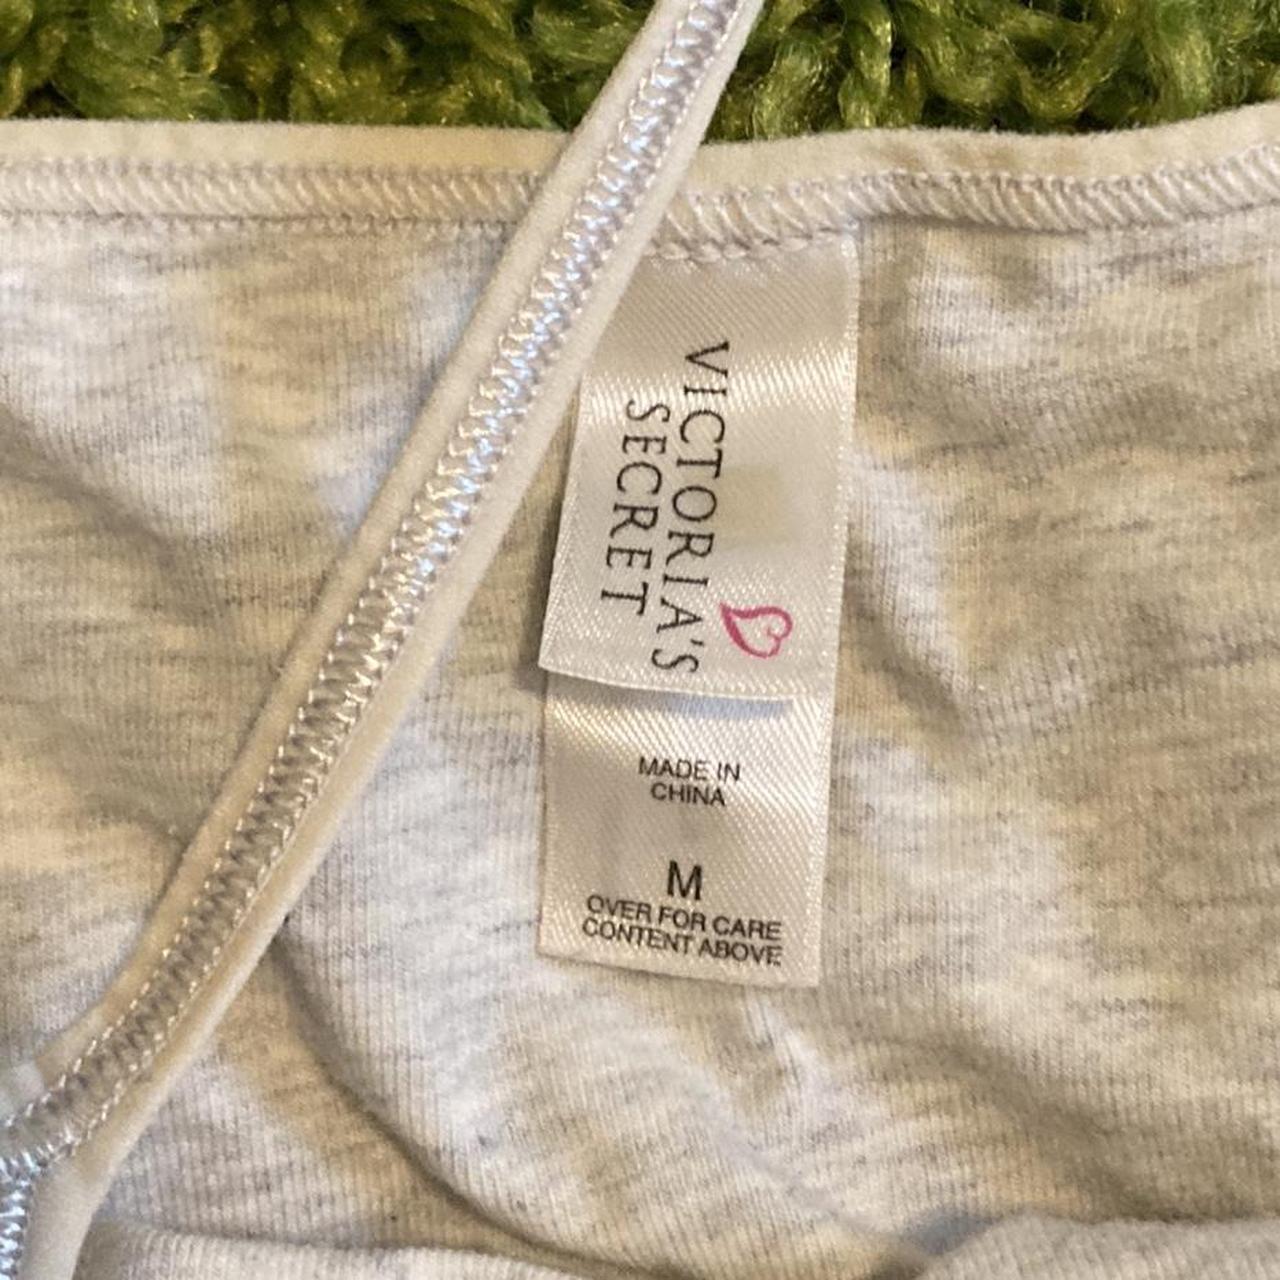 VICTORIA'S
SECRET
MADE IN
CHINA
M
OVER FOR CARE
CONTENT ABOVE